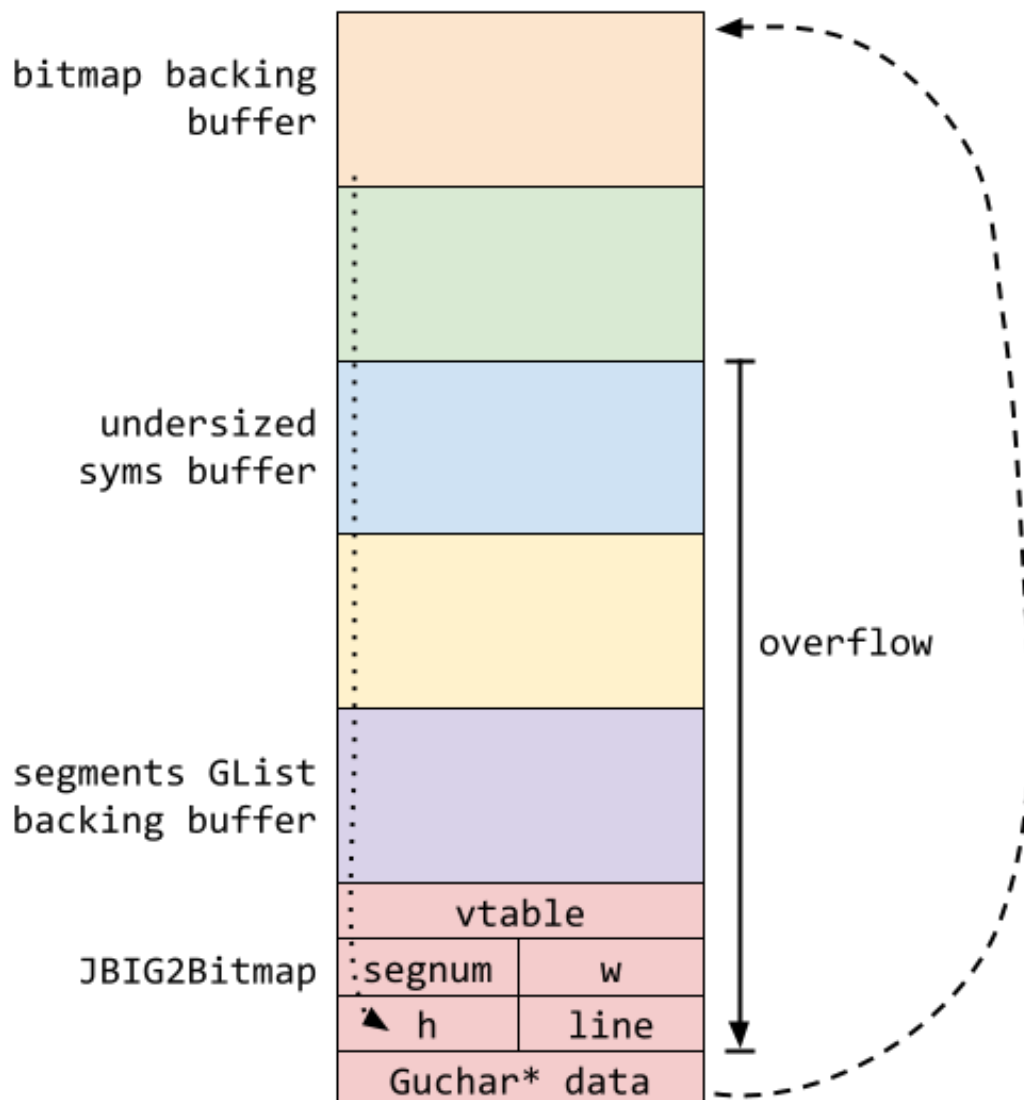 bitmap backing
buffer
undersized
syms buffer
overflow
segments GList
backing buffer
vtable
JBIG2Bitmap
segnum
w
h
line
Guchar* data